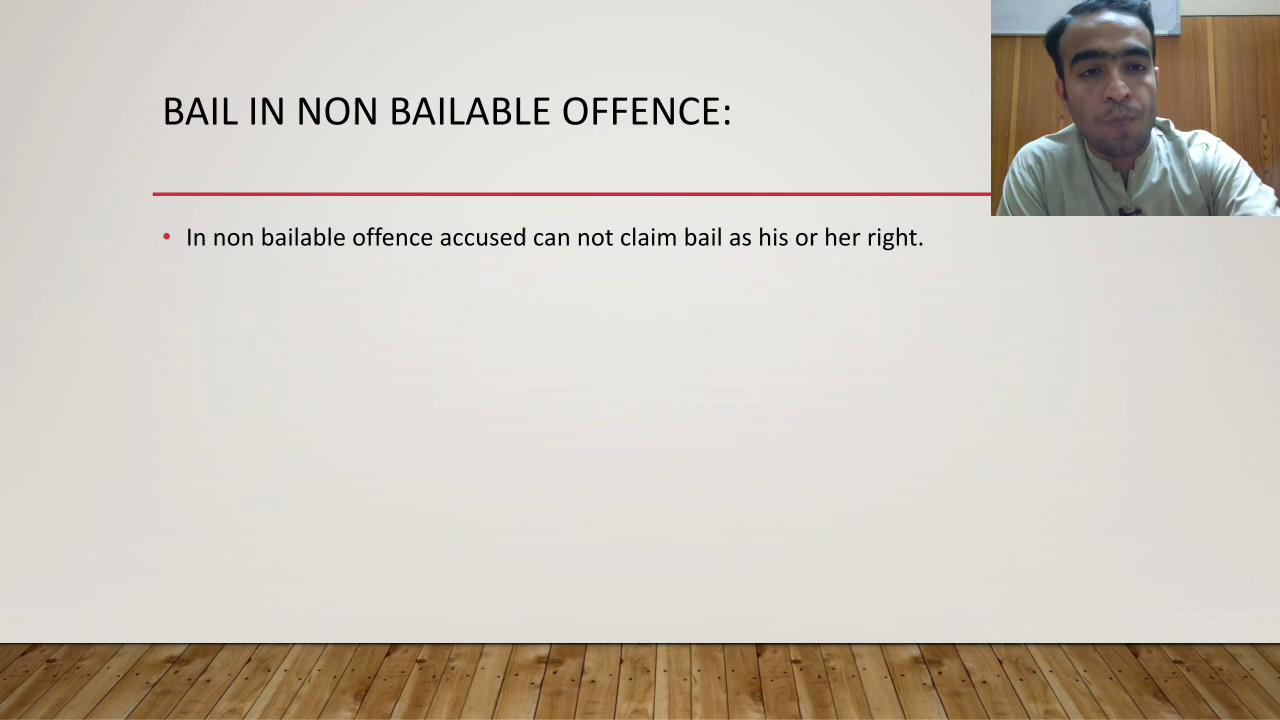 BAIL IN NON BAILABLE OFFENCE:
• In non bailable offence accused can not claim bail as his or her right.